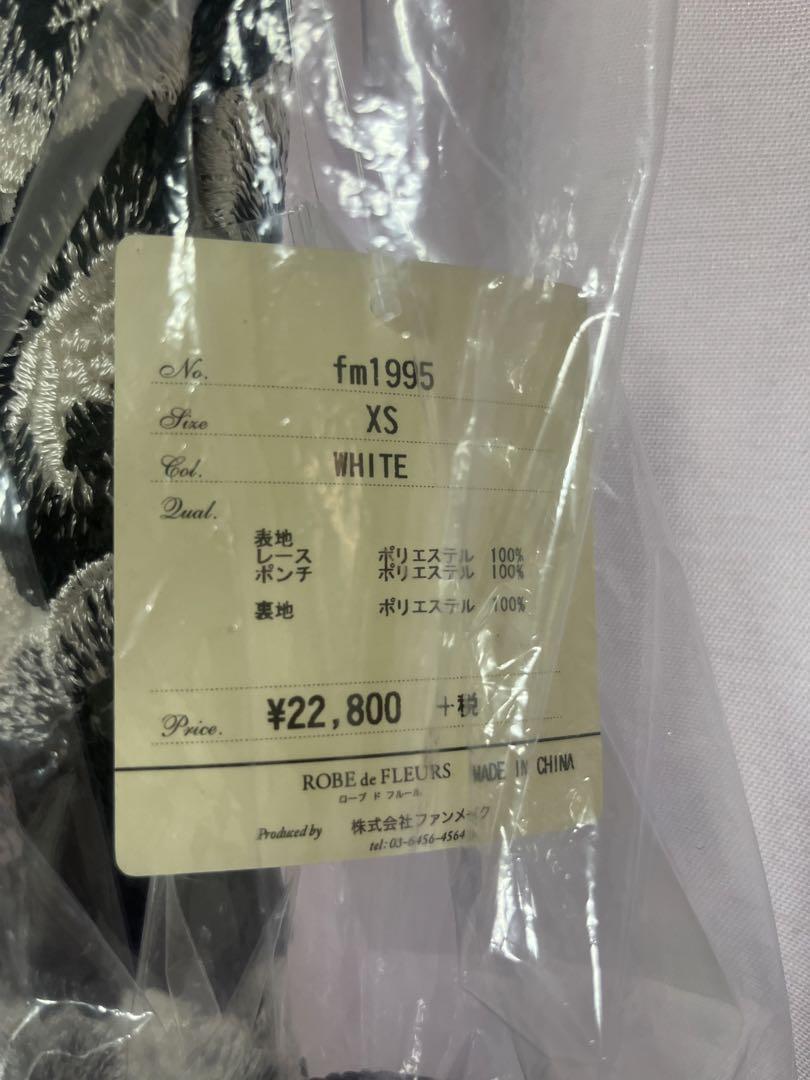 No. fm1995
Size XS
Col. WHITE
Qual.
表地
レース ポリエステル 100%
ポンチ ポリエステル 100%
裏地 ポリエステル 100%
Price. ¥22,800 +税
ROBE de FLEURS MADE IN CHINA
ローブ ド フルール
Produced by 株式会社ファンメイク
tel: 03-6456-4564